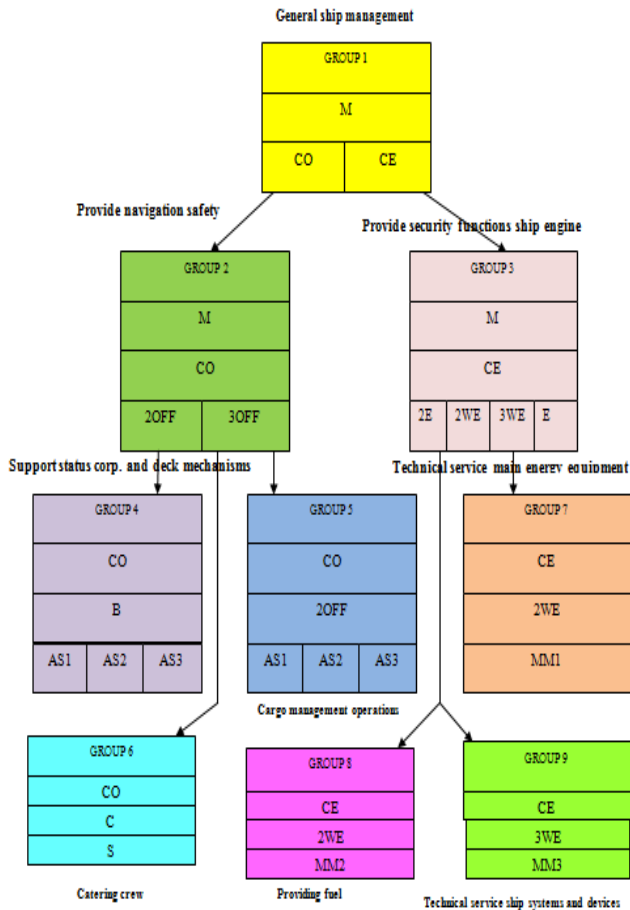 General ship management
GROUP 1
M
CO CE
Provide navigation safety
Provide security functions ship engine
GROUP 2
M
CO
2OFF 3OFF
GROUP 3
M
CE
2E 2WE 3WE E
Support status corp. and deck mechanisms
Technical service main energy equipment
GROUP 4
CO
B
AS1 AS2 AS3
GROUP 5
CO
2OFF
AS1 AS2 AS3
GROUP 7
CE
2WE
MM1
Cargo management operations
GROUP 6
CO
C
S
GROUP 8
CE
2WE
MM2
GROUP 9
CE
3WE
MM3
Catering crew
Providing fuel
Technical service ship systems and devices